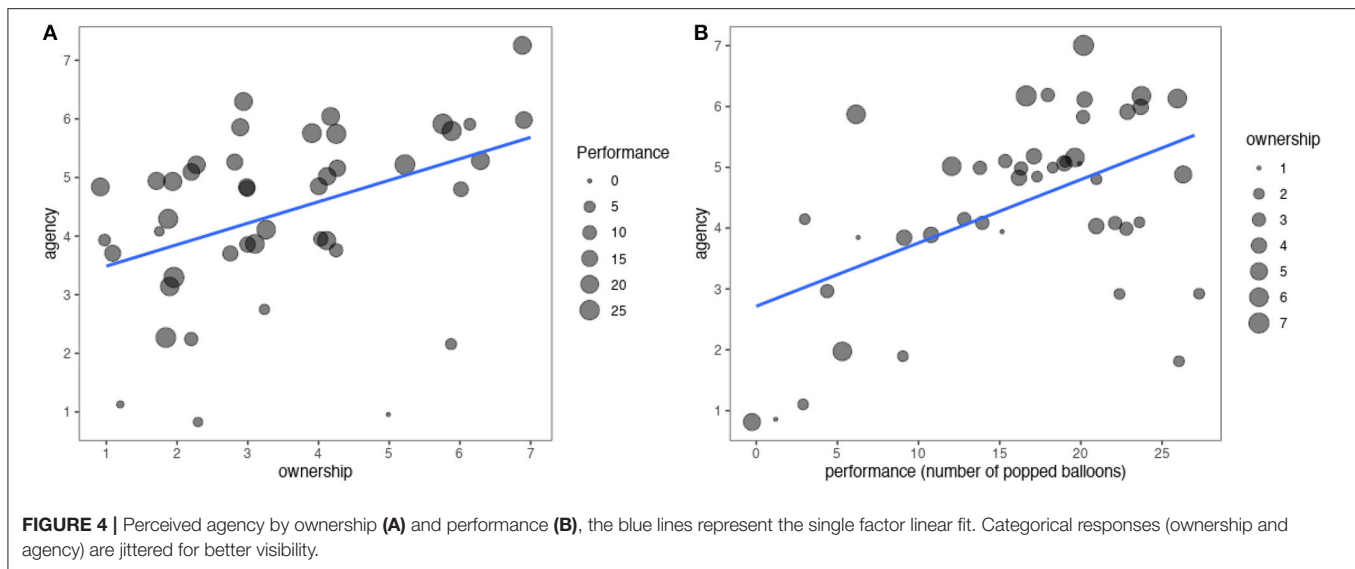 A
7
6
5
4
3
2
1
agency
1 2 3 4 5 6 7
ownership
Performance
0
5
10
15
20
25
B
7
6
5
4
3
2
1
agency
0 5 10 15 20 25
performance (number of popped balloons)
ownership
1
2
3
4
5
6
7
FIGURE 4 | Perceived agency by ownership (A) and performance (B), the blue lines represent the single factor linear fit. Categorical responses (ownership and
agency) are jittered for better visibility.